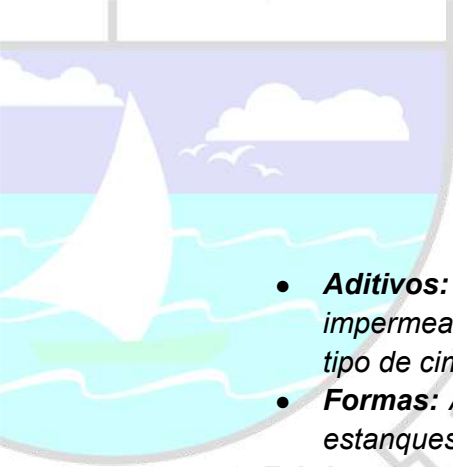 ● Aditivos:
impermea
tipo de cin
● Formas:
estanques